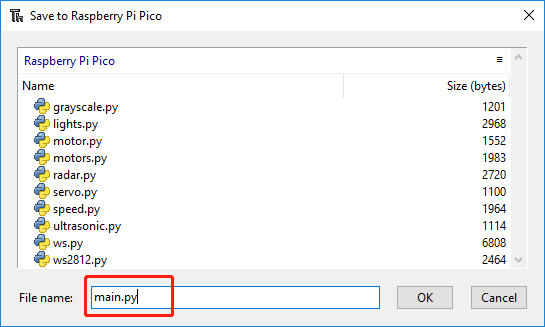 Save to Raspberry Pi Pico
Raspberry Pi Pico
Name Size (bytes)
grayscale.py 1201
lights.py 2968
motor.py 1552
motors.py 1983
radar.py 2720
servo.py 1100
speed.py 1964
ultrasonic.py 1114
ws.py 6808
ws2812.py 2464
File name: main.py OK Cancel